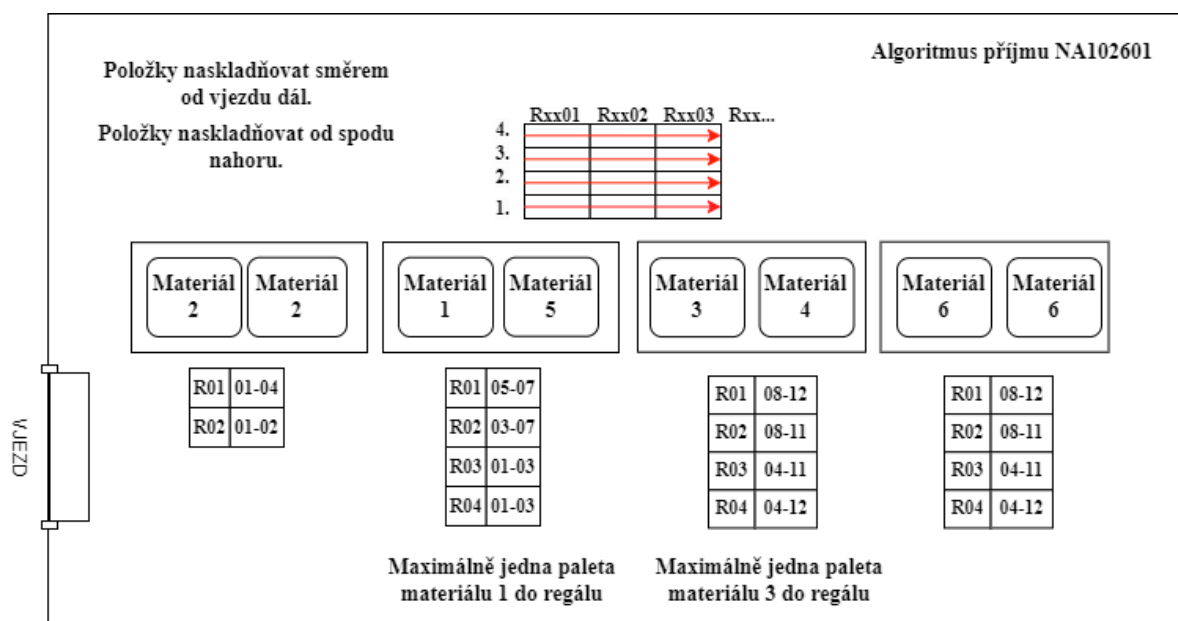 Algoritmus příjmu NA102601
Položky naskladňovat směrem
od vjezdu dál.
Položky naskladňovat od spodu
nahoru.
Rxx01 Rxx02 Rxx03 Rxx...
4.
3.
2.
1.
Materiál
2
Materiál
2
Materiál
1
Materiál
5
Materiál
3
Materiál
4
Materiál
6
Materiál
6
VJEZD
R01 01-04
R02 01-02
R01 05-07
R02 03-07
R03 01-03
R04 01-03
R01 08-12
R02 08-11
R03 04-11
R04 04-12
R01 08-12
R02 08-11
R03 04-11
R04 04-12
Maximálně jedna paleta
materiálu 1 do regálu
Maximálně jedna paleta
materiálu 3 do regálu